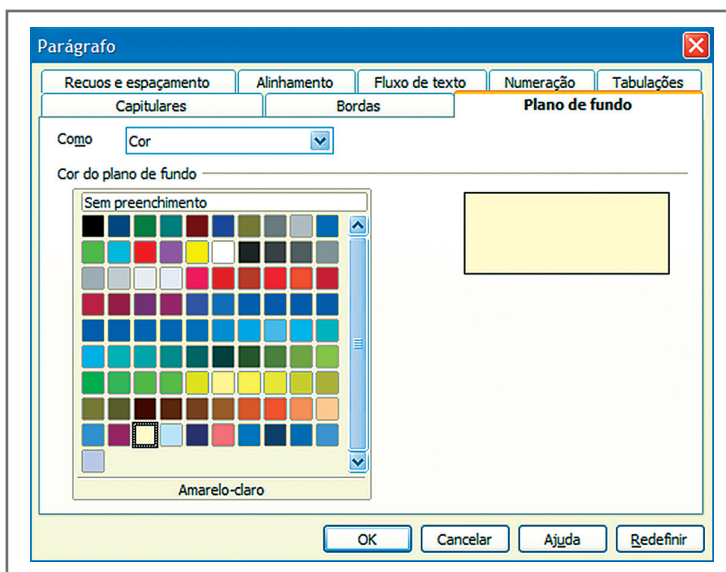 Parágrafo
Recuos e espaçamento Alinhamento Fluxo de texto Numeração Tabulações
Capitulares Bordas Plano de fundo
Como Cor
Cor do plano de fundo
Sem preenchimento
Amarelo-claro
OK Cancelar Ajuda Redefinir